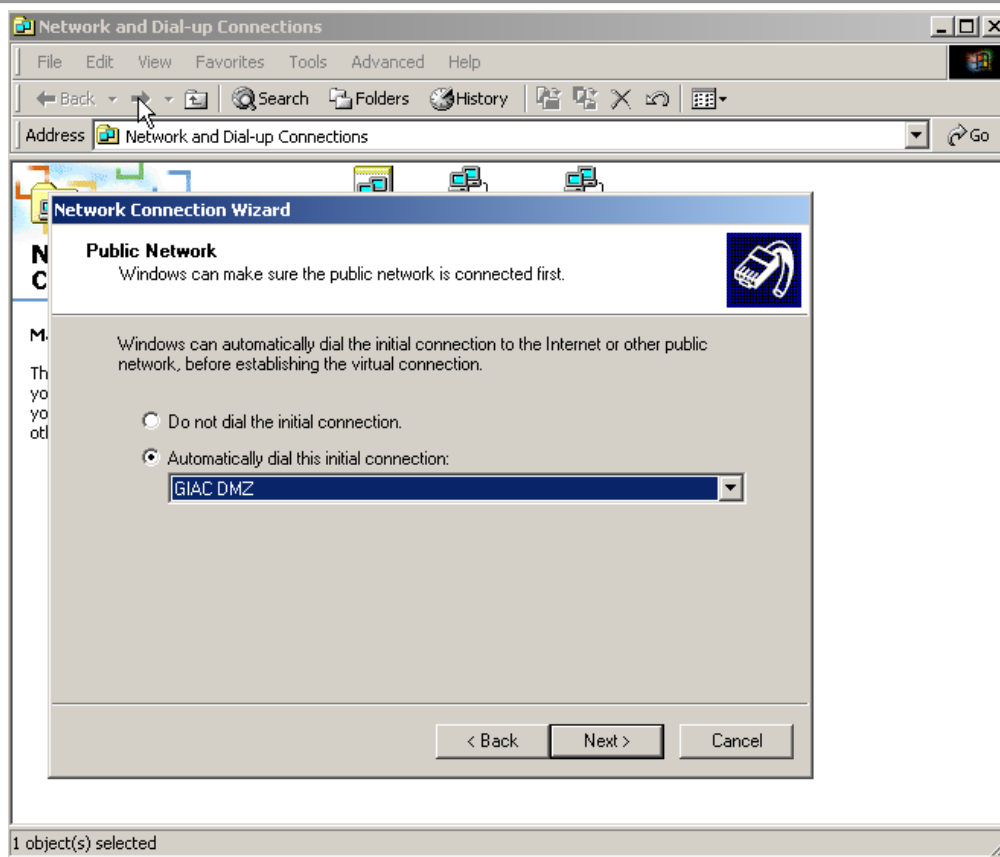 Network and Dial-up Connections
File Edit View Favorites Tools Advanced Help
Back Search Folders History
Address Network and Dial-up Connections Go
Network Connection Wizard
Public Network
Windows can make sure the public network is connected first.
Windows can automatically dial the initial connection to the Internet or other public
network, before establishing the virtual connection.
Do not dial the initial connection.
Automatically dial this initial connection:
GIAC DMZ
< Back Next > Cancel
N
C
M
Th
yo
yo
1 object(s) selected